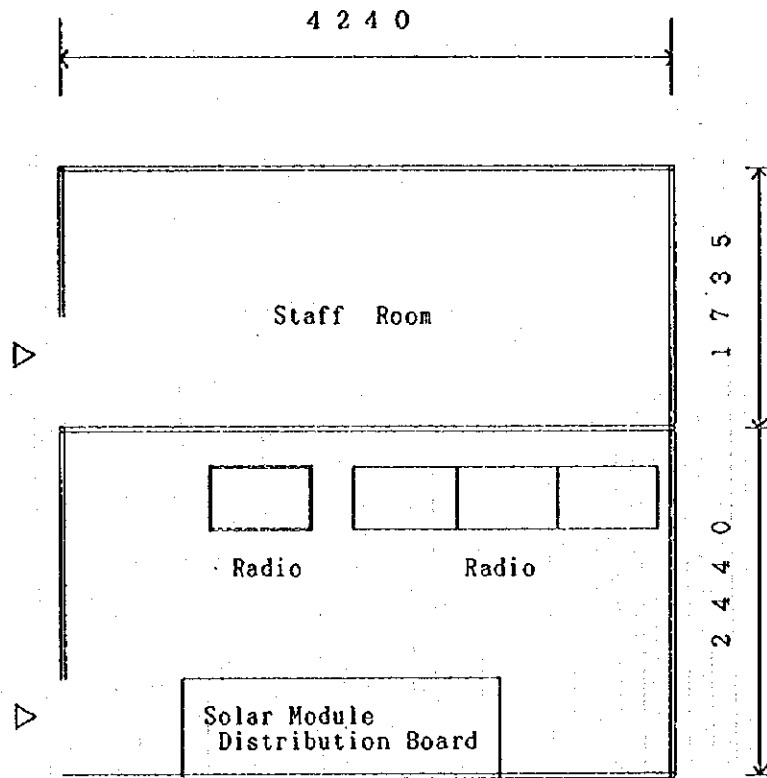 4240
1735
Staff Room
2440
Radio
Radio
Solar Module
Distribution Board